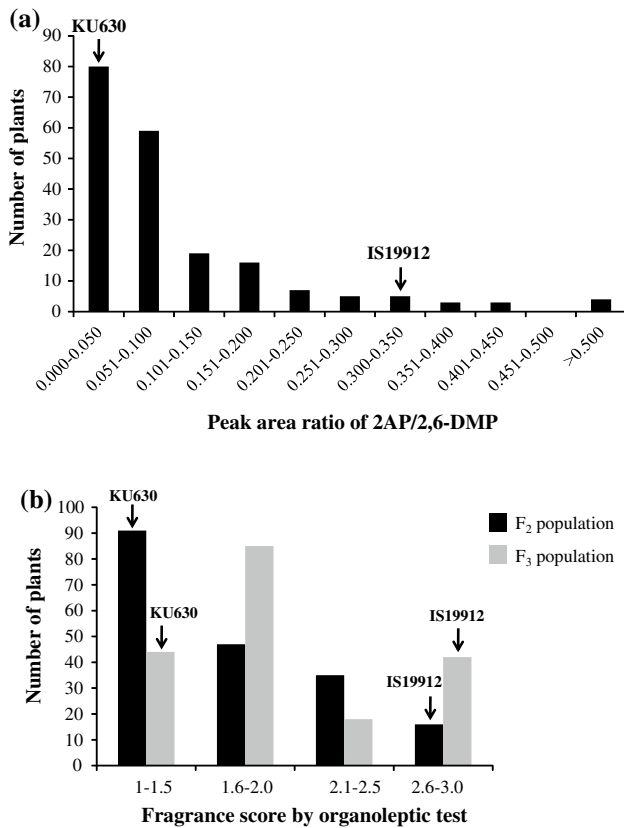 (a)
KU630
Number of plants
90
80
70
60
50
40
30
20
10
0
IS19912
0.000-0.050
0.051-0.100
0.101-0.150
0.151-0.200
0.201-0.250
0.251-0.300
0.300-0.350
0.351-0.400
0.401-0.450
0.451-0.500
>0.500
Peak area ratio of 2AP/2,6-DMP
(b)
Number of plants
100
90
80
70
60
50
40
30
20
10
0
KU630
KU630
IS19912
IS19912
F2 population
F3 population
1-1.5
1.6-2.0
2.1-2.5
2.6-3.0
Fragrance score by organoleptic test